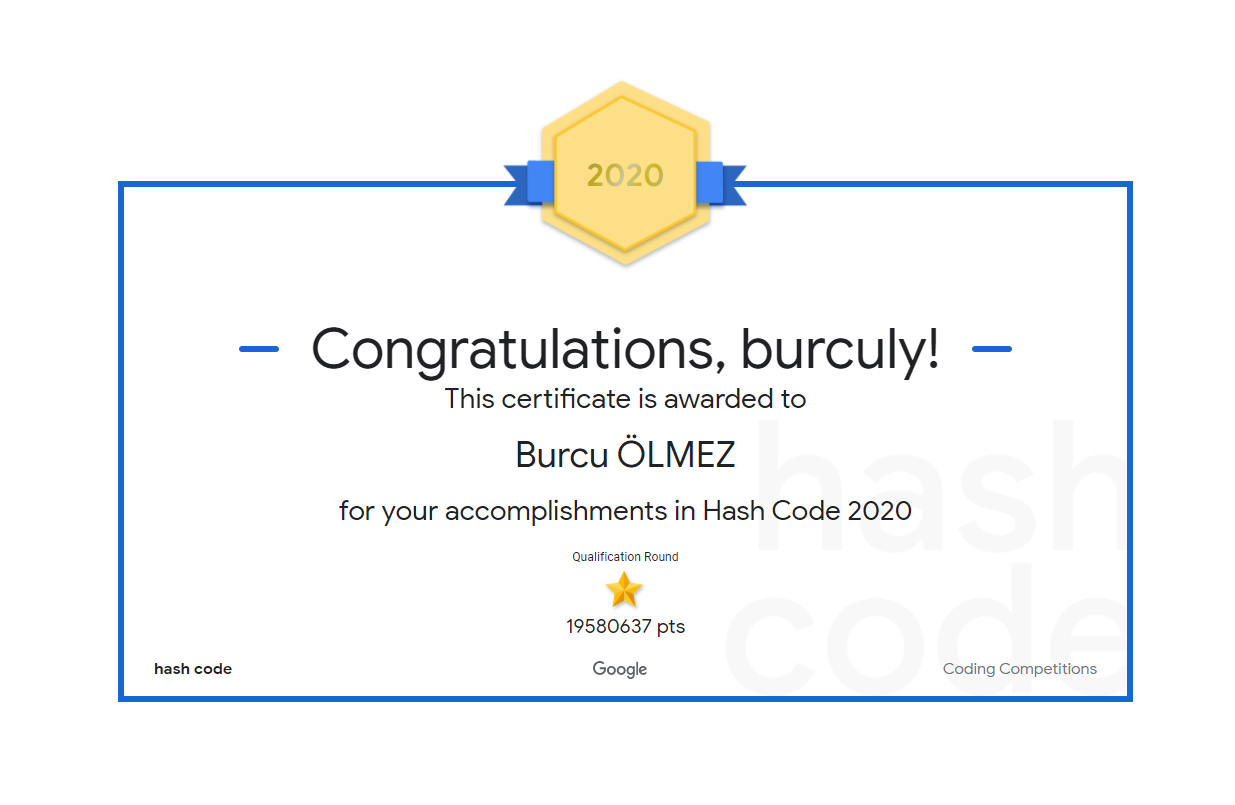 2020
Congratulations, burculy!
This certificate is awarded to
Burcu ÖLMEZ
for your accomplishments in Hash Code 2020
Qualification Round
19580637 pts
hash code
Google
Coding Competitions
hash
code